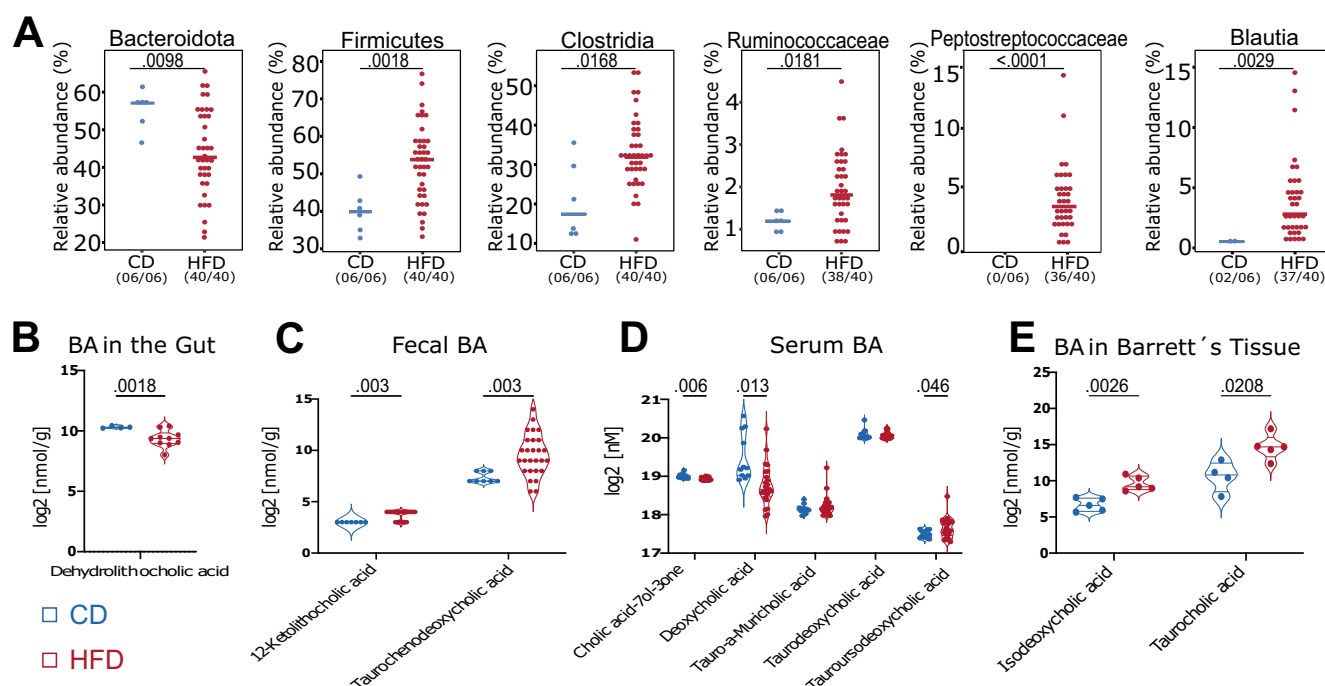 A
Bacteroidota
Relative abundance (%)
.0098
60
50
40
30
20
CD
HFD
(06/06)
(40/40)
Firmicutes
Relative abundance (%)
.0018
80
70
60
50
40
30
CD
HFD
(06/06)
(40/40)
Clostridia
Relative abundance (%)
.0168
50
40
30
20
10
CD
HFD
(06/06)
(40/40)
Ruminococcaceae
Relative abundance (%)
.0181
4
3
2
1
CD
HFD
(06/06)
(38/40)
Peptostreptococcaceae
Relative abundance (%)
<.0001
15
10
5
0
CD
HFD
(0/06)
(36/40)
Blautia
Relative abundance (%)
.0029
15
10
5
0
CD
HFD
(02/06)
(37/40)
B
BA in the Gut
log2 [nmol/g]
.0018
15
10
5
0
Dehydrolithocholic acid
CD
HFD
C
Fecal BA
log2 [nmol/g]
.003
.003
15
10
5
0
12-Ketolithocholic acid
Taurochenodeoxycholic acid
D
Serum BA
log2 [nM]
.006
.013
.046
21
20
19
18
17
Cholic acid-7ol-3one
Deoxycholic acid
Tauro-a-Muricholic acid
Taurodeoxycholic acid
Tauroursodeoxycholic acid
E
BA in Barrett´s Tissue
log2 [nmol/g]
.0026
.0208
25
20
15
10
5
0
Isodeoxycholic acid
Taurocholic acid